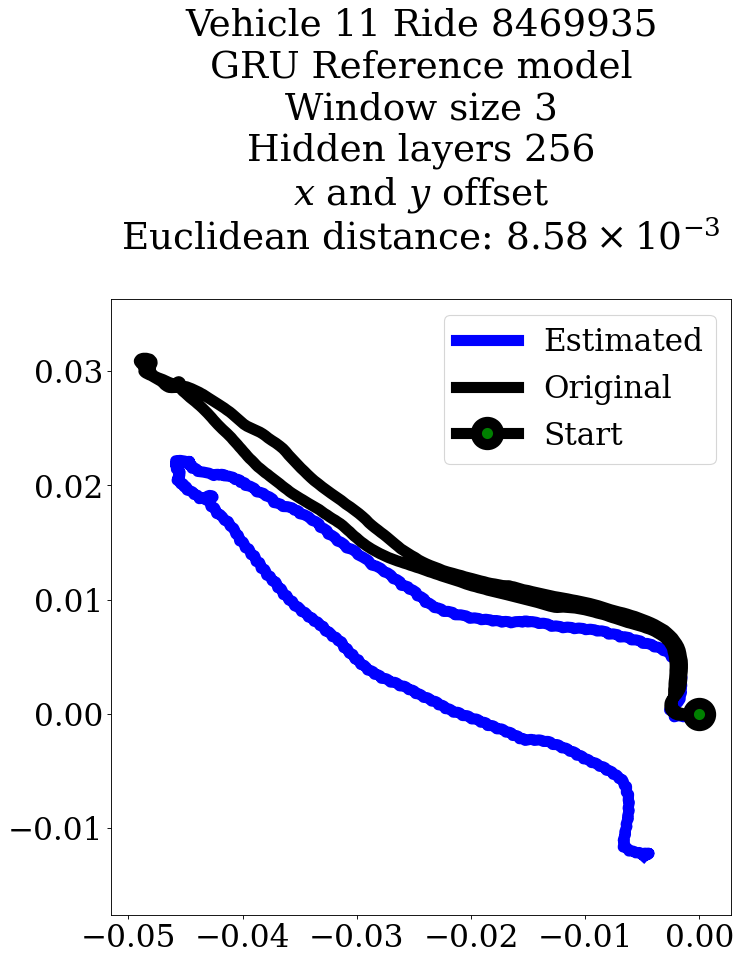 Vehicle 11 Ride 8469935
GRU Reference model
Window size 3
Hidden layers 256
x and y offset
Euclidean distance: 8.58 × 10⁻³
Estimated
Original
Start
0.03
0.02
0.01
0.00
−0.01
−0.05 −0.04 −0.03 −0.02 −0.01 0.00